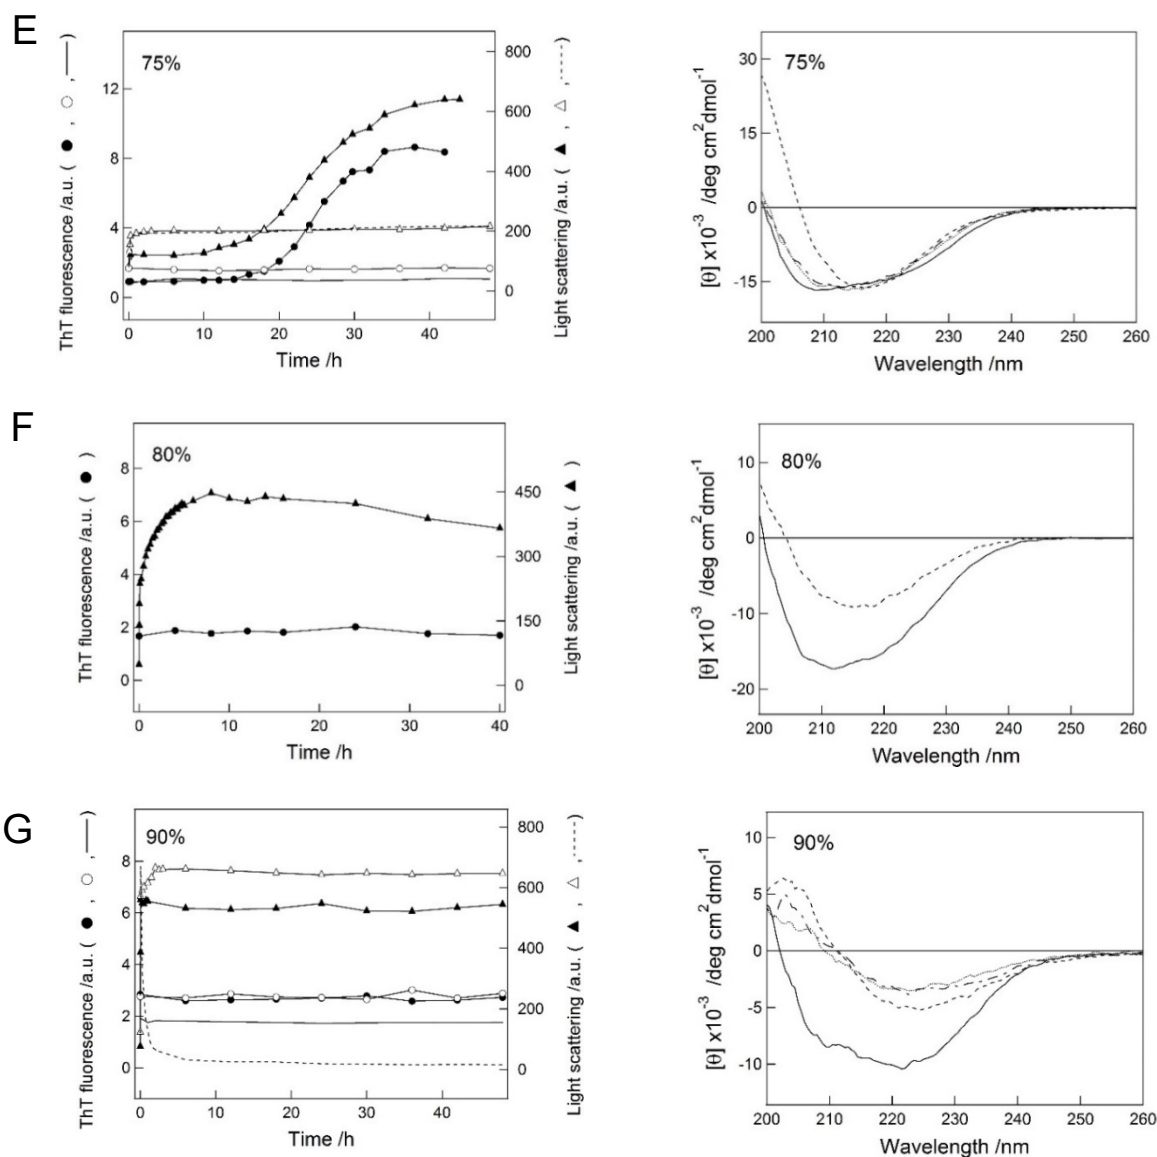 E
75%
ThT fluorescence /a.u. ( ● , ○ , — )
12
8
4
0
800
600
400
200
0
Light scattering /a.u. ( ▲ , △ , ---- )
0 10 20 30 40
Time /h
75%
[θ] x10-3 /deg cm2dmol-1
30
15
0
-15
200 210 220 230 240 250 260
Wavelength /nm
F
80%
ThT fluorescence /a.u. ( ● )
8
6
4
2
0
450
300
150
0
Light scattering /a.u. ( ▲ )
0 10 20 30 40
Time /h
80%
[θ] x10-3 /deg cm2dmol-1
10
0
-10
-20
200 210 220 230 240 250 260
Wavelength /nm
G
90%
ThT fluorescence /a.u. ( ● , ○ , — )
8
6
4
2
0
800
600
400
200
0
Light scattering /a.u. ( ▲ , △ , ---- )
0 10 20 30 40
Time /h
90%
[θ] x10-3 /deg cm2dmol-1
10
5
0
-5
-10
200 210 220 230 240 250 260
Wavelength /nm